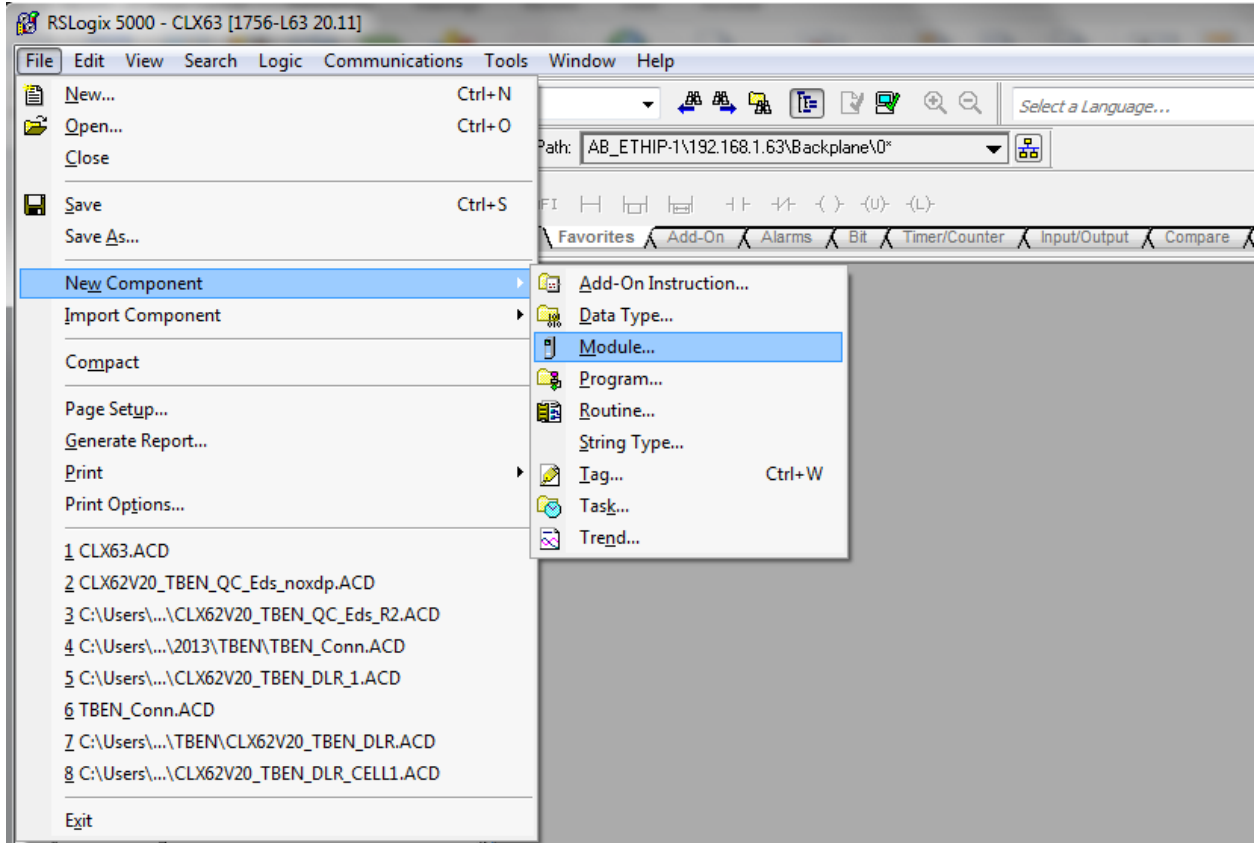 RSLogix 5000 - CLX63 [1756-L63 20.11]
File Edit View Search Logic Communications Tools Window Help
New... Ctrl+N
Open... Ctrl+O
Close
Save Ctrl+S
Save As...
New Component
Import Component
Compact
Page Setup...
Generate Report...
Print
Print Options...
1 CLX63.ACD
2 CLX62V20_TBEN_QC_Eds_noxdp.ACD
3 C:\Users\...\CLX62V20_TBEN_QC_Eds_R2.ACD
4 C:\Users\...\2013\TBEN\TBEN_Conn.ACD
5 C:\Users\...\CLX62V20_TBEN_DLR_1.ACD
6 TBEN_Conn.ACD
7 C:\Users\...\TBEN\CLX62V20_TBEN_DLR.ACD
8 C:\Users\...\CLX62V20_TBEN_DLR_CELL1.ACD
Exit
Select a Language...
Path: AB_ETHIP-1\192.168.1.63\Backplane\0*
Favorites Add-On Alarms Bit Timer/Counter Input/Output Compare
Add-On Instruction...
Data Type...
Module...
Program...
Routine...
String Type...
Tag... Ctrl+W
Task...
Trend...